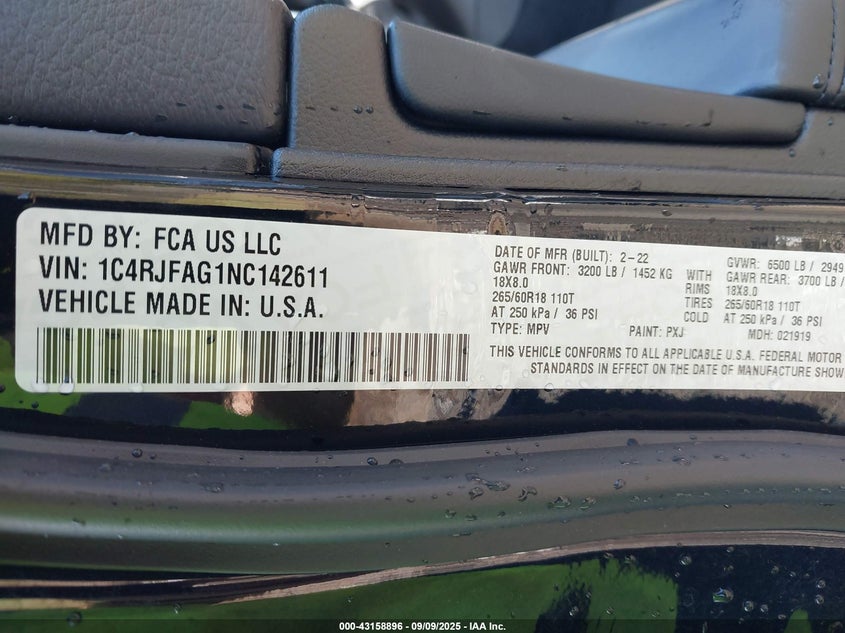 MFD BY: FCA US LLC
VIN: 1C4RJFAG1NC142611
VEHICLE MADE IN: U.S.A.
DATE OF MFR (BUILT): 2-22
GVWR: 6500 LB / 2949
GAWR FRONT: 3200 LB / 1452 KG WITH GAWR REAR: 3700 LB /
18X8.0 RIMS 18X8.0
265/60R18 110T TIRES 265/60R18 110T
AT 250 kPa / 36 PSI COLD AT 250 kPa / 36 PSI
TYPE: MPV PAINT: PXJ MDH: 021919
THIS VEHICLE CONFORMS TO ALL APPLICABLE U.S.A. FEDERAL MOTOR
STANDARDS IN EFFECT ON THE DATE OF MANUFACTURE SHOW
000-43158896 - 09/09/2025 - IAA Inc.